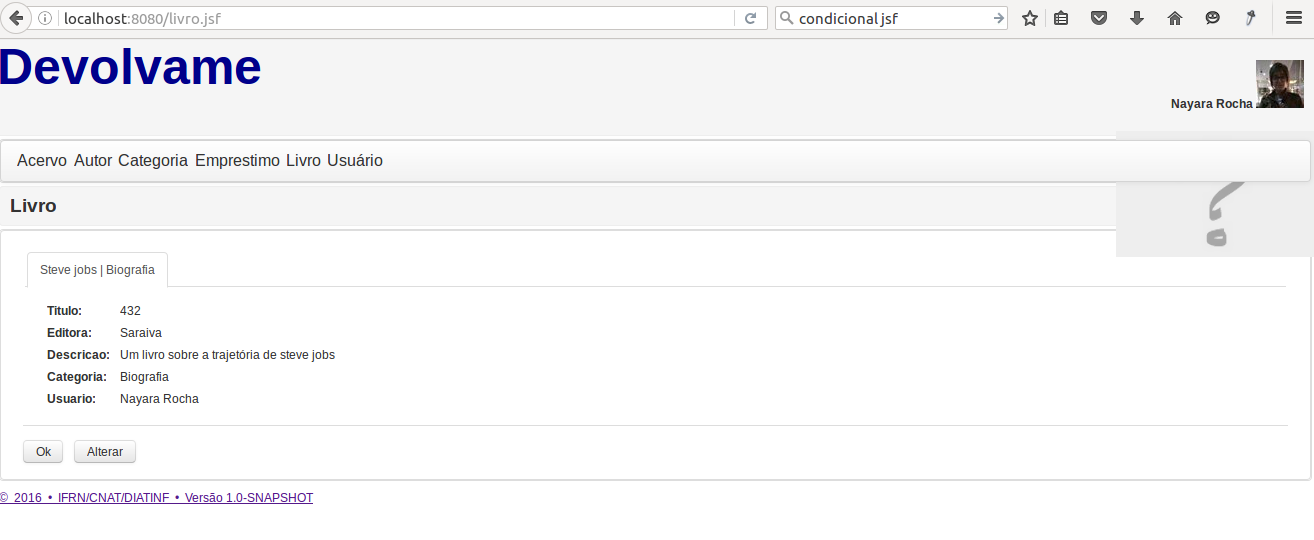 localhost:8080/livro.jsf
condicional jsf
Devolvame
Nayara Rocha
Acervo Autor Categoria Emprestimo Livro Usuário
Livro
Steve jobs | Biografia
Titulo: 432
Editora: Saraiva
Descricao: Um livro sobre a trajetória de steve jobs
Categoria: Biografia
Usuario: Nayara Rocha
Ok Alterar
© 2016 • IFRN/CNAT/DIATINF • Versão 1.0-SNAPSHOT